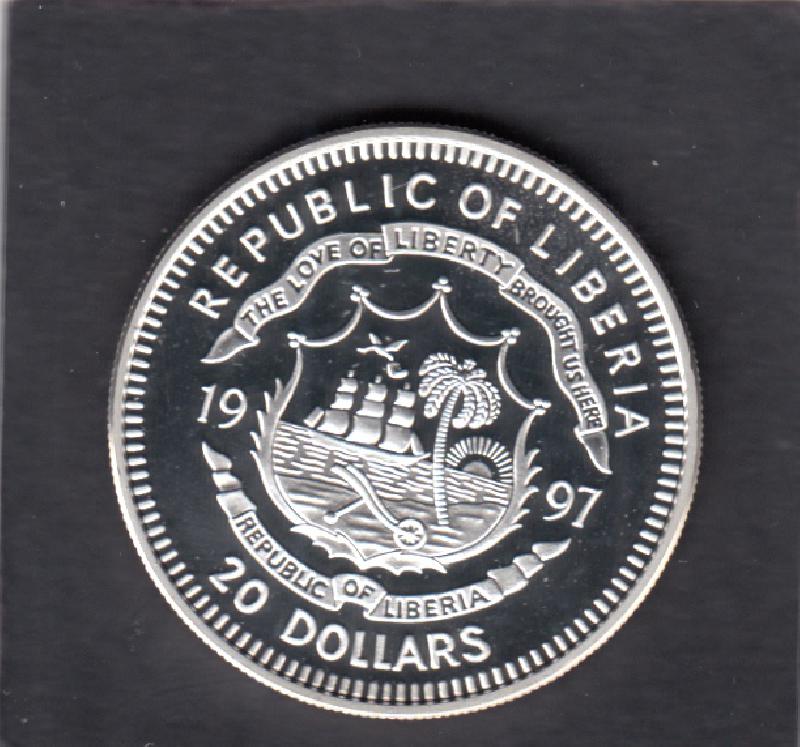 REPUBLIC OF LIBERIA
THE LOVE OF LIBERTY BROUGHT US HERE
19 97
REPUBLIC OF LIBERIA
20 DOLLARS